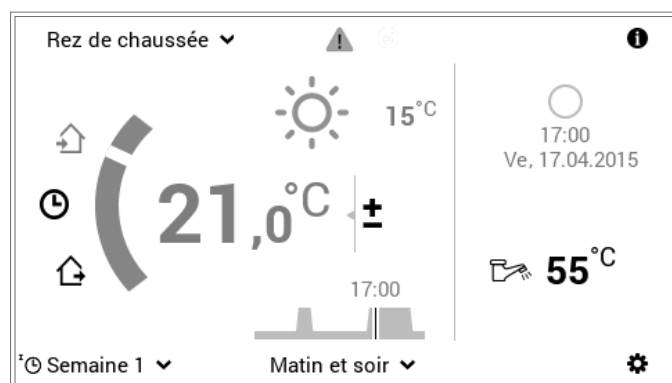 Rez de chaussée
15°C
17:00
Ve, 17.04.2015
21,0°C
±
55°C
17:00
Semaine 1
Matin et soir